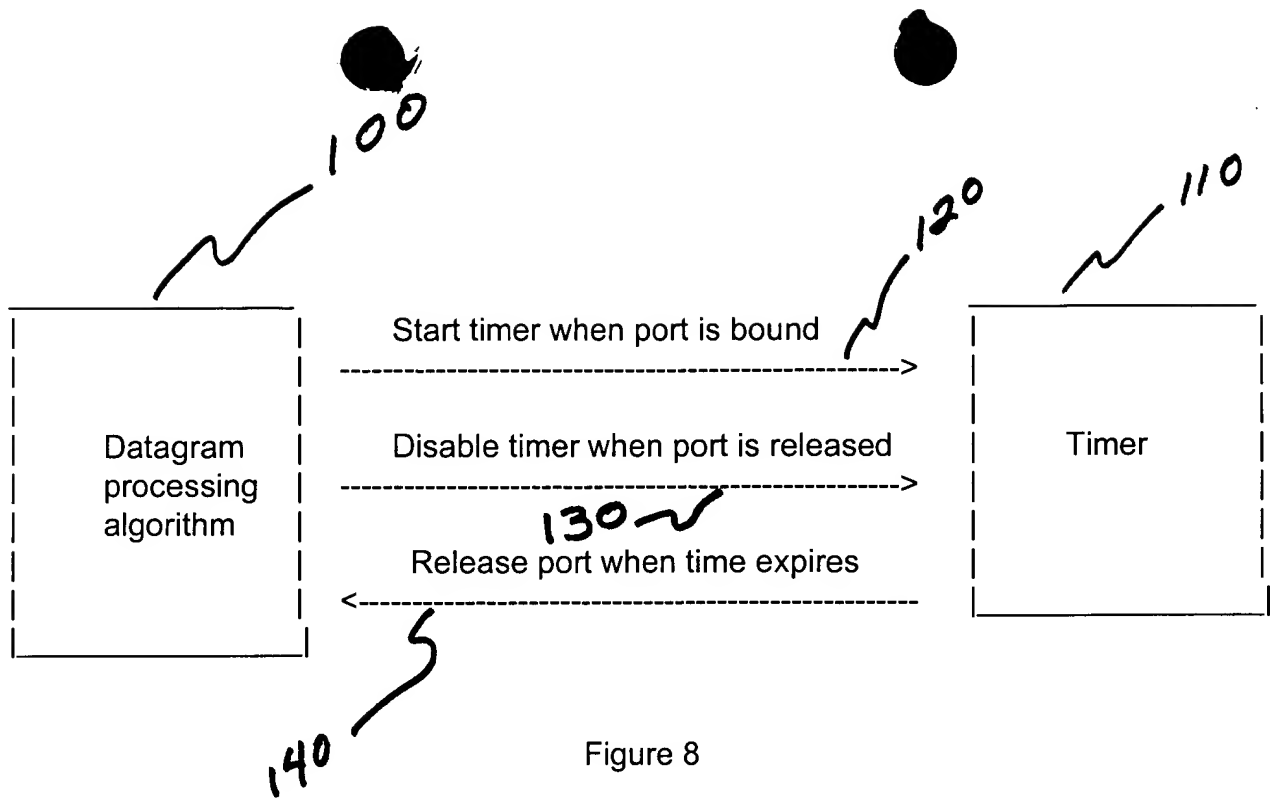 100
120
110
Start timer when port is bound
Datagram
processing
algorithm
Disable timer when port is released
Timer
130
Release port when time expires
140
Figure 8